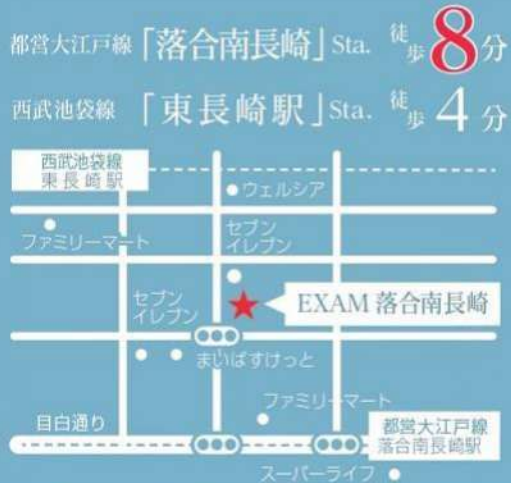 都営大江戸線「落合南長崎」Sta. 徒歩8分
西武池袋線「東長崎駅」Sta. 徒歩4分
西武池袋線
東長崎駅
ウェルシア
ファミリーマート
セブン
イレブン
セブン
イレブン
EXAM 落合南長崎
まいばすけっと
ファミリーマート
目白通り
都営大江戸線
落合南長崎駅
スーパーライフ